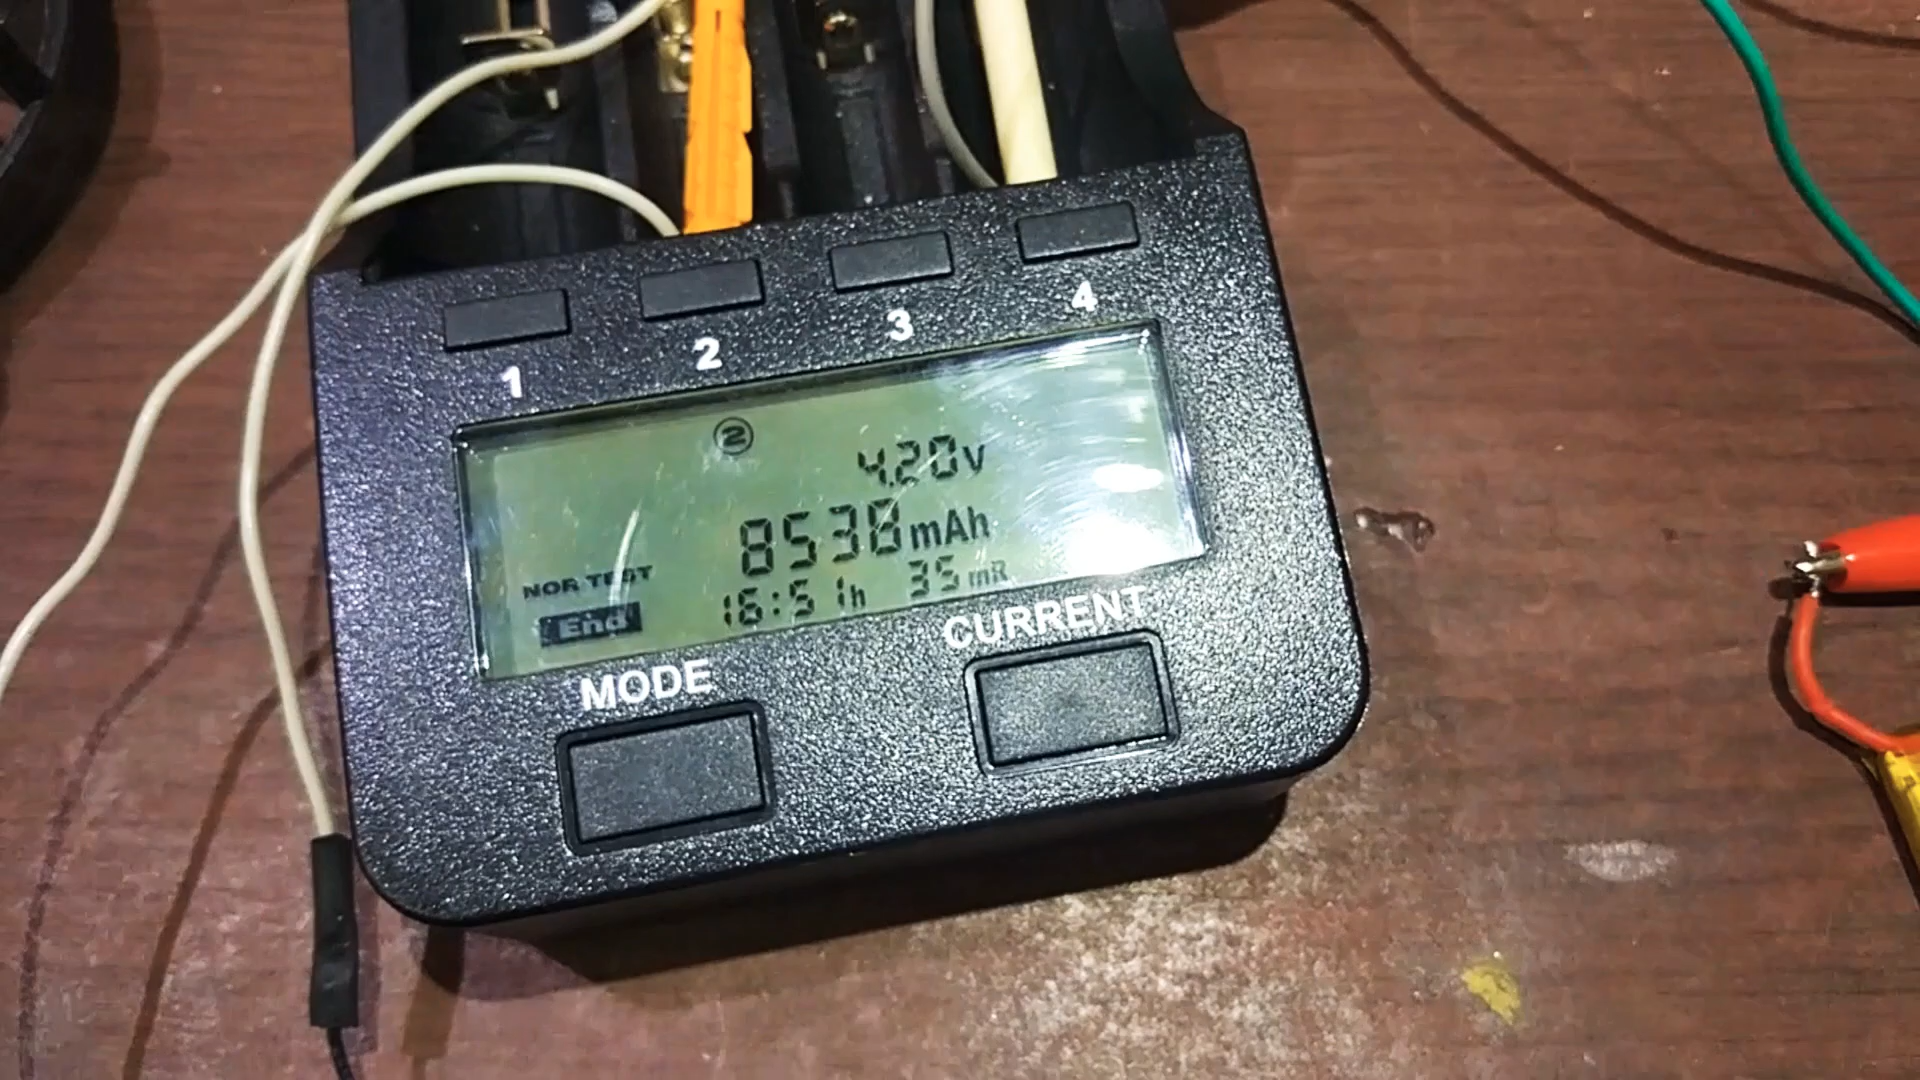 1 2 3 4
②
4.20V
8538mAh
NOR TEST
16:51h 35mR
End
CURRENT
MODE